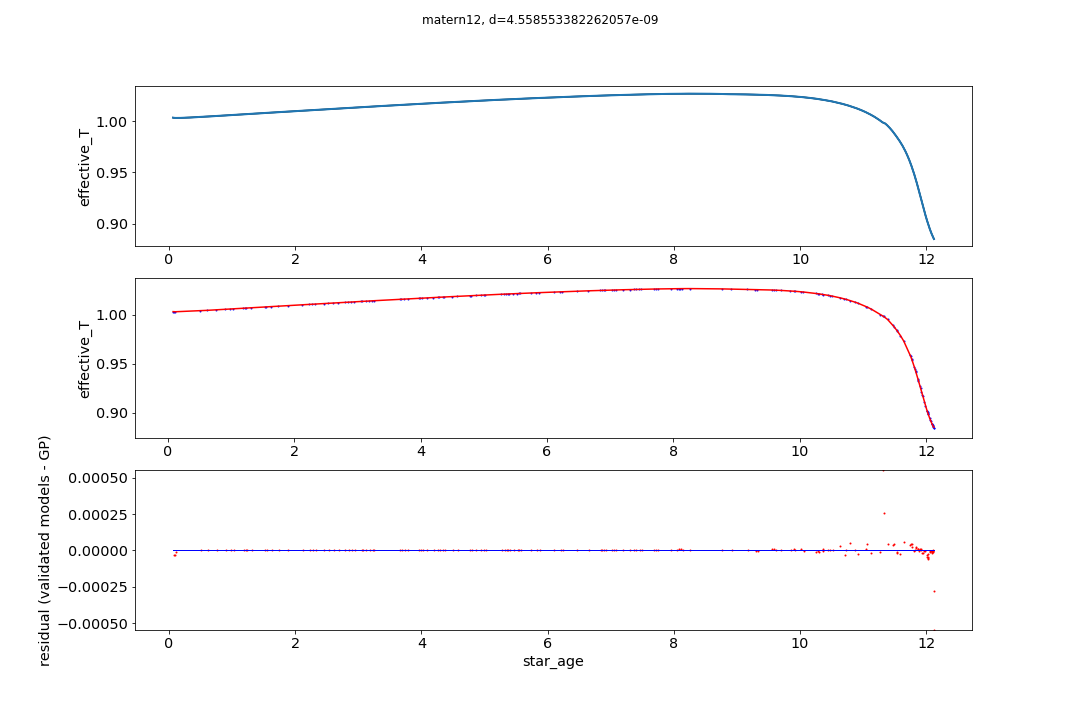 matern12, d=4.558553382262057e-09
effective_T
1.00
0.95
0.90
0 2 4 6 8 10 12
effective_T
1.00
0.95
0.90
0 2 4 6 8 10 12
residual (validated models - GP)
0.00050
0.00025
0.00000
−0.00025
−0.00050
0 2 4 6 8 10 12
star_age